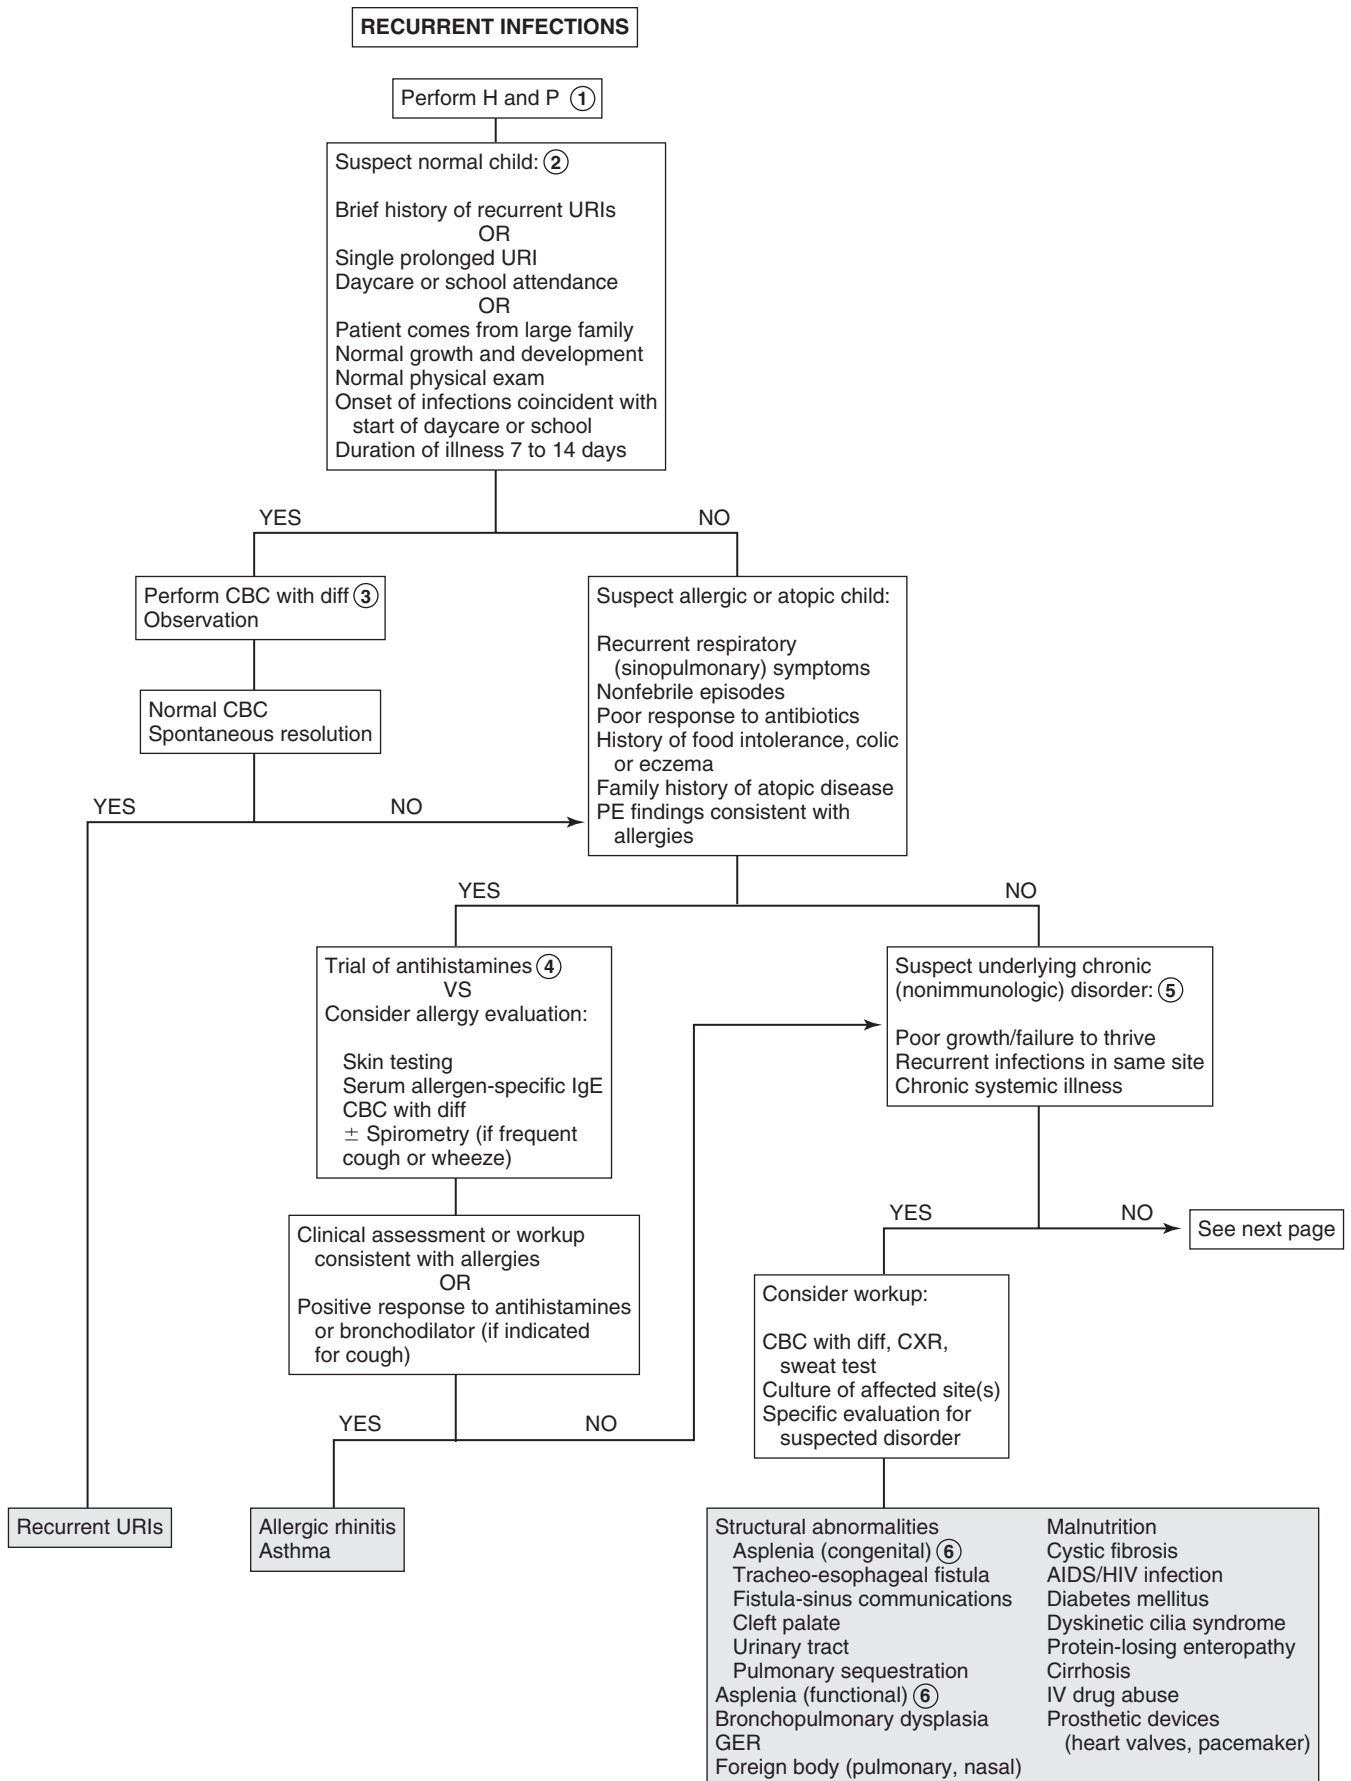 RECURRENT INFECTIONS
Perform H and P 1
Suspect normal child: 2
Brief history of recurrent URIs
OR
Single prolonged URI
Daycare or school attendance
OR
Patient comes from large family
Normal growth and development
Normal physical exam
Onset of infections coincident with
start of daycare or school
Duration of illness 7 to 14 days
YES
NO
Perform CBC with diff 3
Observation
Normal CBC
Spontaneous resolution
YES
NO
Suspect allergic or atopic child:
Recurrent respiratory
(sinopulmonary) symptoms
Nonfebrile episodes
Poor response to antibiotics
History of food intolerance, colic
or eczema
Family history of atopic disease
PE findings consistent with
allergies
YES
NO
Trial of antihistamines 4
VS
Consider allergy evaluation:
Skin testing
Serum allergen-specific IgE
CBC with diff
± Spirometry (if frequent
cough or wheeze)
Clinical assessment or workup
consistent with allergies
OR
Positive response to antihistamines
or bronchodilator (if indicated
for cough)
YES
NO
Suspect underlying chronic
(nonimmunologic) disorder: 5
Poor growth/failure to thrive
Recurrent infections in same site
Chronic systemic illness
YES
NO
See next page
Consider workup:
CBC with diff, CXR,
sweat test
Culture of affected site(s)
Specific evaluation for
suspected disorder
Recurrent URIs
Allergic rhinitis
Asthma
Structural abnormalities
Asplenia (congenital) 6
Tracheo-esophageal fistula
Fistula-sinus communications
Cleft palate
Urinary tract
Pulmonary sequestration
Asplenia (functional) 6
Bronchopulmonary dysplasia
GER
Foreign body (pulmonary, nasal)
Malnutrition
Cystic fibrosis
AIDS/HIV infection
Diabetes mellitus
Dyskinetic cilia syndrome
Protein-losing enteropathy
Cirrhosis
IV drug abuse
Prosthetic devices
(heart valves, pacemaker)